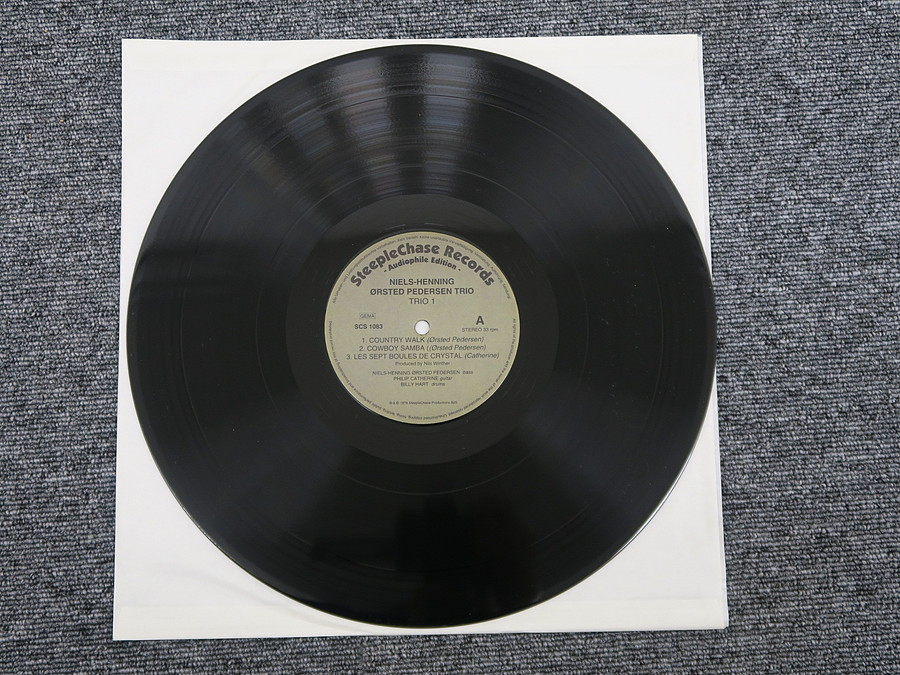 SteepleChase Records
- Audiophile Edition -
NIELS-HENNING
ØRSTED PEDERSEN TRIO
TRIO 1
GEMA
SCS 1083
A
STEREO 33 rpm
1. COUNTRY WALK (Ørsted Pedersen)
2. COWBOY SAMBA ((Ørsted Pedersen)
3. LES SEPT BOULES DE CRYSTAL (Catherine)
Produced by Nils Winther
NIELS-HENNING ØRSTED PEDERSEN bass
PHILIP CATHERINE guitar
BILLY HART drums